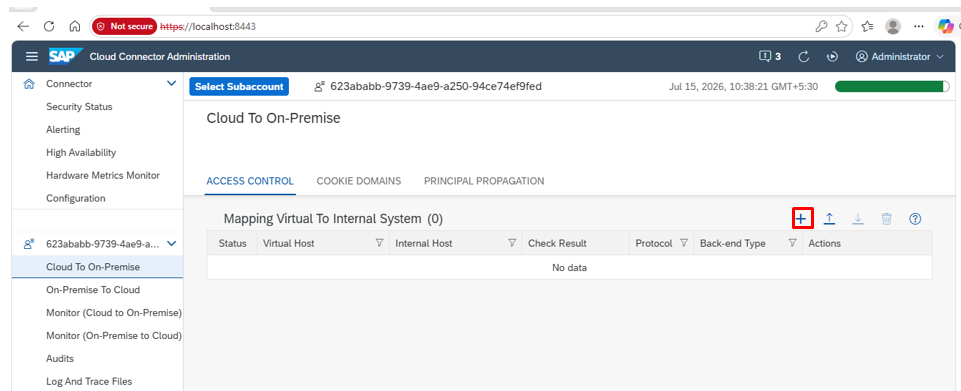 Not secure https://localhost:8443
SAP Cloud Connector Administration 3 Administrator
Connector
Security Status
Alerting
High Availability
Hardware Metrics Monitor
Configuration
623ababb-9739-4ae9-a...
Cloud To On-Premise
On-Premise To Cloud
Monitor (Cloud to On-Premise)
Monitor (On-Premise to Cloud)
Audits
Log And Trace Files
Select Subaccount 623ababb-9739-4ae9-a250-94ce74ef9fed Jul 15, 2026, 10:38:21 GMT+5:30
Cloud To On-Premise
ACCESS CONTROL COOKIE DOMAINS PRINCIPAL PROPAGATION
Mapping Virtual To Internal System (0)
Status Virtual Host Internal Host Check Result Protocol Back-end Type Actions
No data